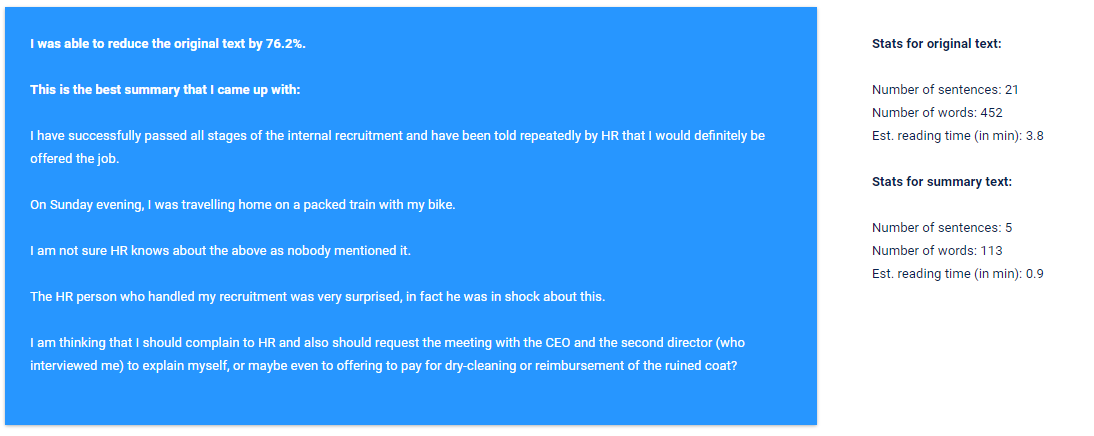 I was able to reduce the original text by 76.2%.
This is the best summary that I came up with:
I have successfully passed all stages of the internal recruitment and have been told repeatedly by HR that I would definitely be
offered the job.
On Sunday evening, I was travelling home on a packed train with my bike.
I am not sure HR knows about the above as nobody mentioned it.
The HR person who handled my recruitment was very surprised, in fact he was in shock about this.
I am thinking that I should complain to HR and also should request the meeting with the CEO and the second director (who
interviewed me) to explain myself, or maybe even to offering to pay for dry-cleaning or reimbursement of the ruined coat?
Stats for original text:
Number of sentences: 21
Number of words: 452
Est. reading time (in min): 3.8
Stats for summary text:
Number of sentences: 5
Number of words: 113
Est. reading time (in min): 0.9